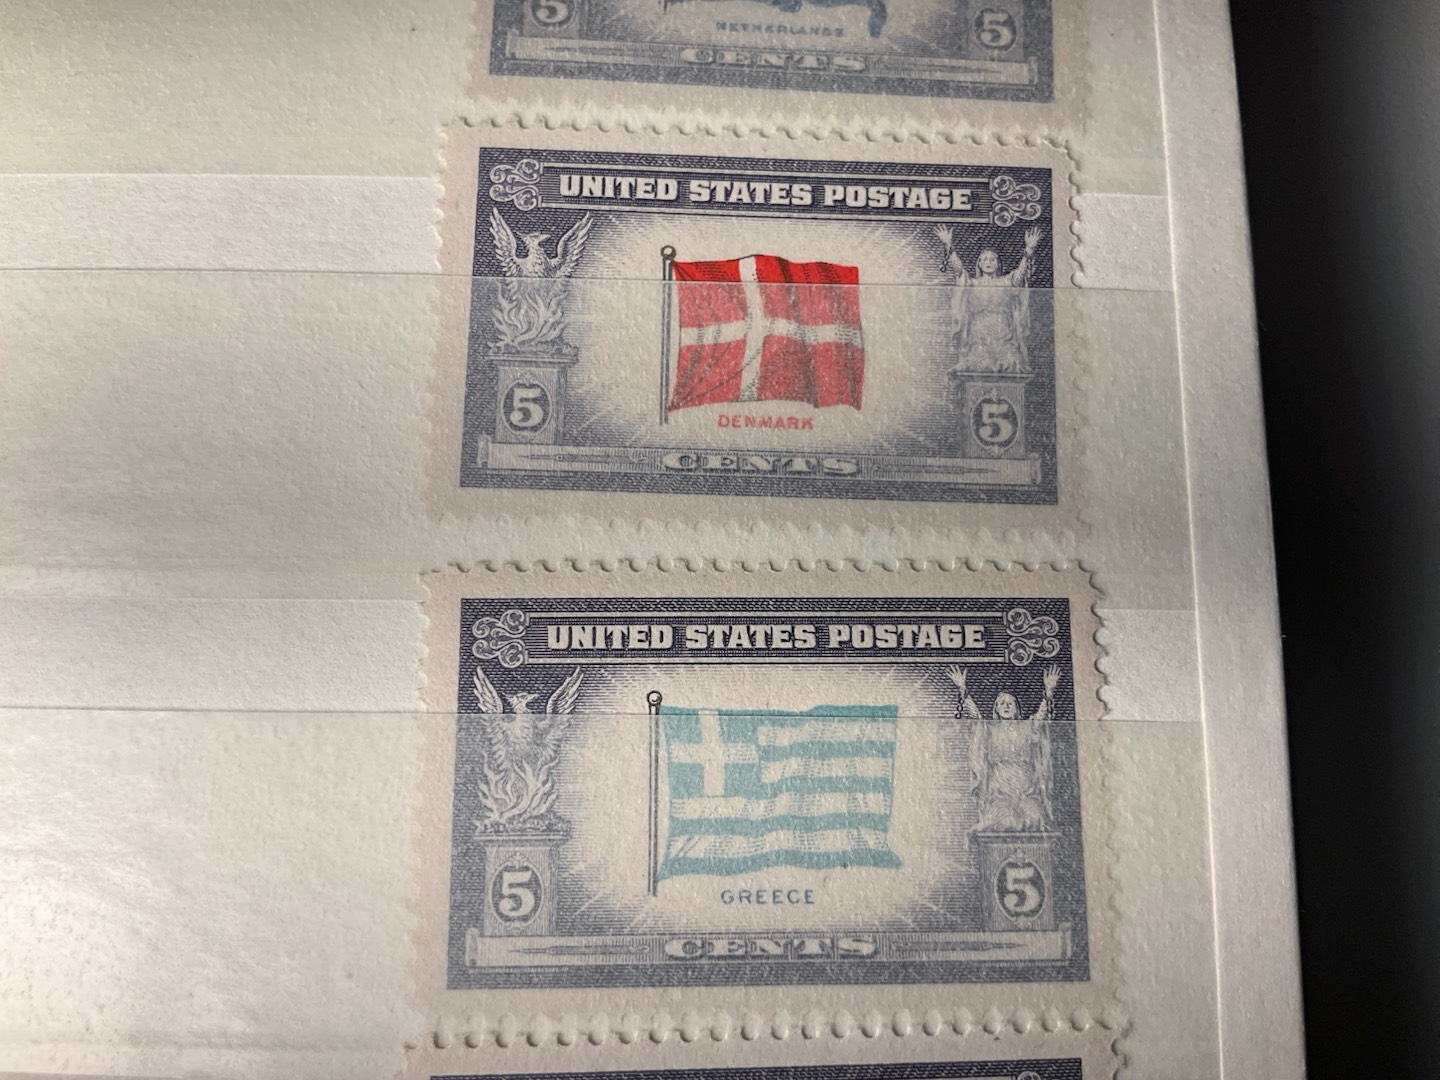 5 NETHERLANDS 5
CENTS
UNITED STATES POSTAGE
5 5
DENMARK
CENTS
UNITED STATES POSTAGE
5 5
GREECE
CENTS